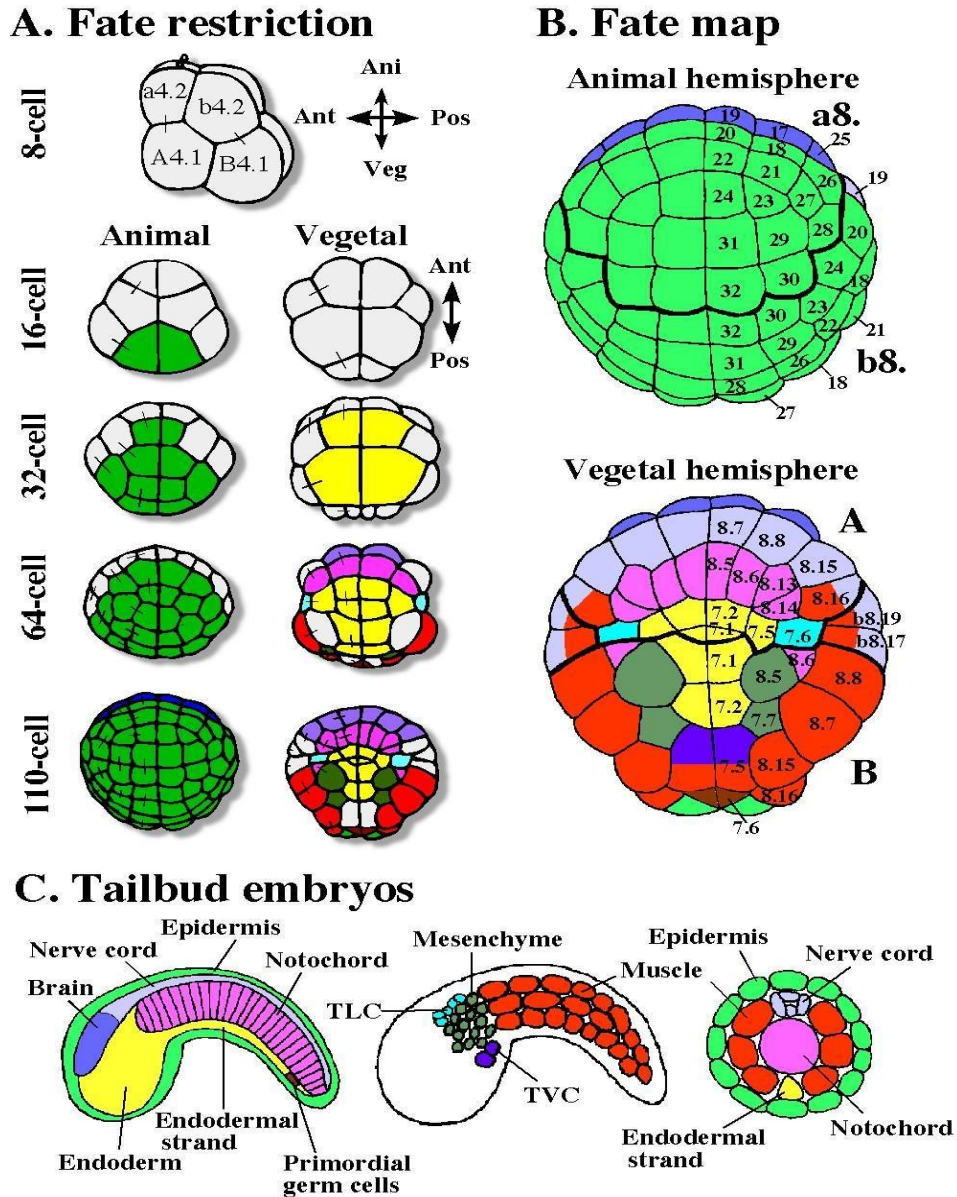 A. Fate restriction
8-cell
a4.2
b4.2
A4.1
B4.1
Ani
Ant
Pos
Veg
Animal
Vegetal
16-cell
Ant
Pos
32-cell
64-cell
110-cell
B. Fate map
Animal hemisphere
a8.
19
17
25
20
18
22
21
26
19
24
23
27
28
20
31
29
32
30
24
18
30
23
21
32
22
29
31
26
18
b8.
28
27
Vegetal hemisphere
A
8.7
8.8
8.15
8.5
8.6
8.13
8.14
8.16
b8.19
7.2
7.1
7.5
7.6
b8.17
7.1
8.6
8.5
8.8
7.2
7.7
8.7
7.5
8.15
B
8.16
7.6
C. Tailbud embryos
Epidermis
Nerve cord
Notochord
Brain
Endodermal
strand
Endoderm
Primordial
germ cells
Mesenchyme
Muscle
TLC
TVC
Epidermis
Nerve cord
Endodermal
strand
Notochord